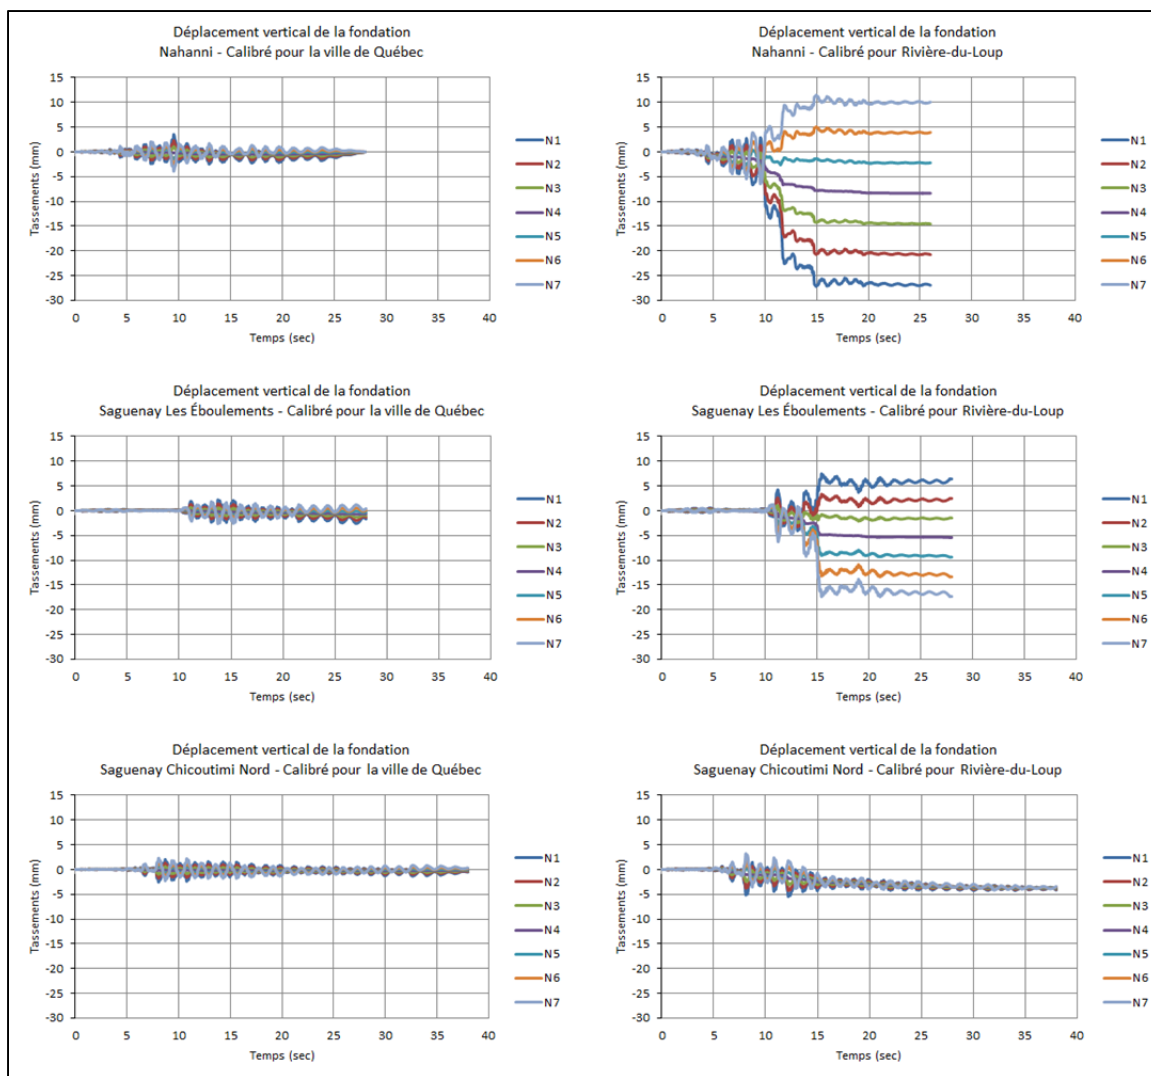 Déplacement vertical de la fondation
Nahanni - Calibré pour la ville de Québec
Tassements (mm)
15
10
5
0
-5
-10
-15
-20
-25
-30
0 5 10 15 20 25 30 35 40
Temps (sec)
N1
N2
N3
N4
N5
N6
N7
Déplacement vertical de la fondation
Nahanni - Calibré pour Rivière-du-Loup
Tassements (mm)
15
10
5
0
-5
-10
-15
-20
-25
-30
0 5 10 15 20 25 30 35 40
Temps (sec)
N1
N2
N3
N4
N5
N6
N7
Déplacement vertical de la fondation
Saguenay Les Éboulements - Calibré pour la ville de Québec
Tassements (mm)
15
10
5
0
-5
-10
-15
-20
-25
-30
0 5 10 15 20 25 30 35 40
Temps (sec)
N1
N2
N3
N4
N5
N6
N7
Déplacement vertical de la fondation
Saguenay Les Éboulements - Calibré pour Rivière-du-Loup
Tassements (mm)
15
10
5
0
-5
-10
-15
-20
-25
-30
0 5 10 15 20 25 30 35 40
Temps (sec)
N1
N2
N3
N4
N5
N6
N7
Déplacement vertical de la fondation
Saguenay Chicoutimi Nord - Calibré pour la ville de Québec
Tassements (mm)
15
10
5
0
-5
-10
-15
-20
-25
-30
0 5 10 15 20 25 30 35 40
Temps (sec)
N1
N2
N3
N4
N5
N6
N7
Déplacement vertical de la fondation
Saguenay Chicoutimi Nord - Calibré pour Rivière-du-Loup
Tassements (mm)
15
10
5
0
-5
-10
-15
-20
-25
-30
0 5 10 15 20 25 30 35 40
Temps (sec)
N1
N2
N3
N4
N5
N6
N7